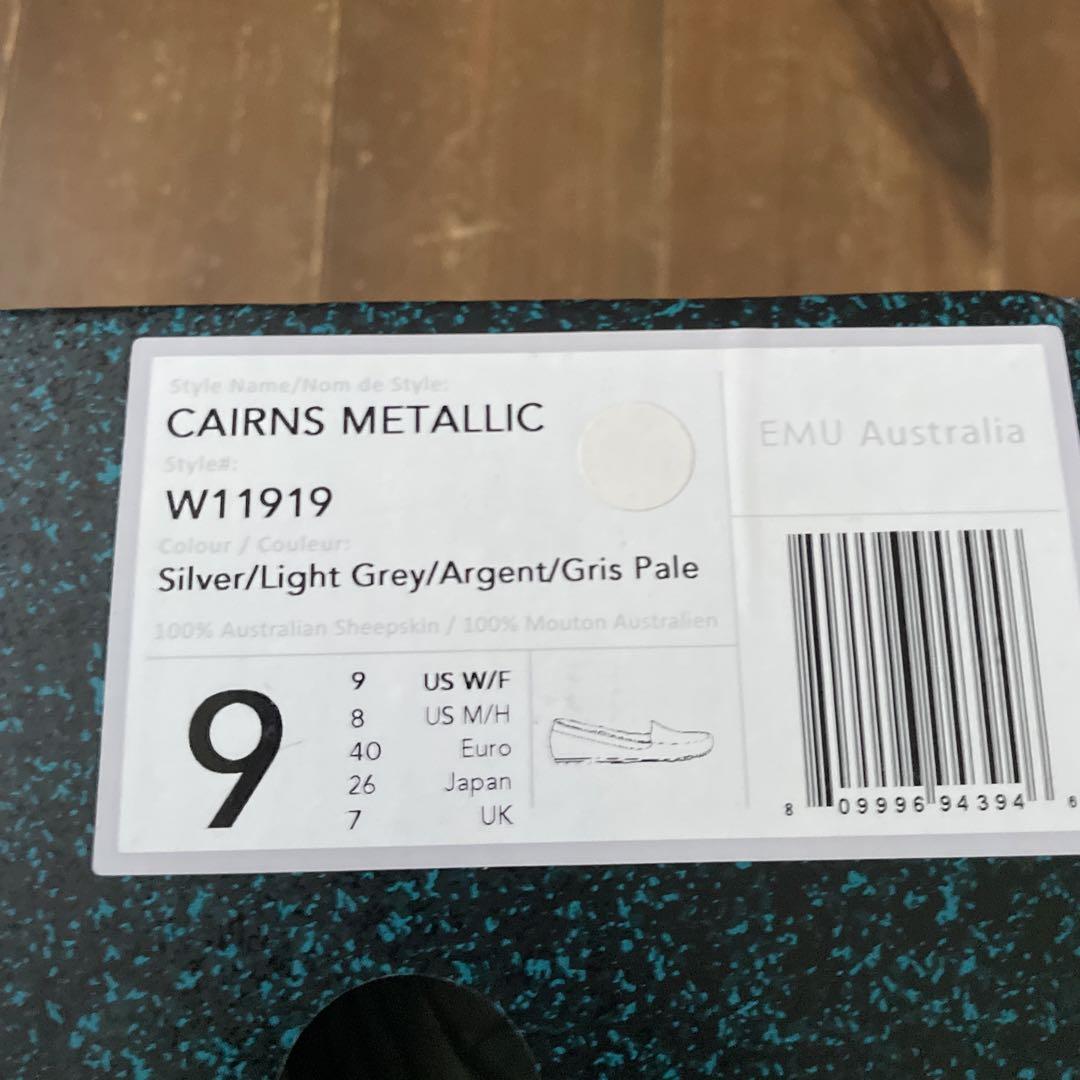 Style Name/Nom de Style:
CAIRNS METALLIC
Style#:
W11919
Colour / Couleur:
Silver/Light Grey/Argent/Gris Pale
100% Australian Sheepskin / 100% Mouton Australien
EMU Australia
9
9 US W/F
8 US M/H
40 Euro
26 Japan
7 UK
8 09996 94394 6